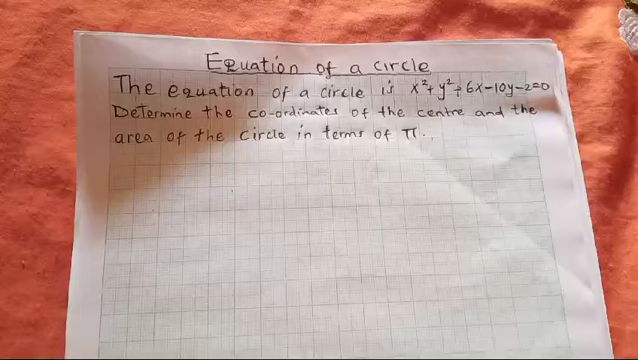 Equation of a circle
The equation of a circle is x²+y²+6x-10y-2=0
Determine the co-ordinates of the centre and the
area of the circle in terms of π.